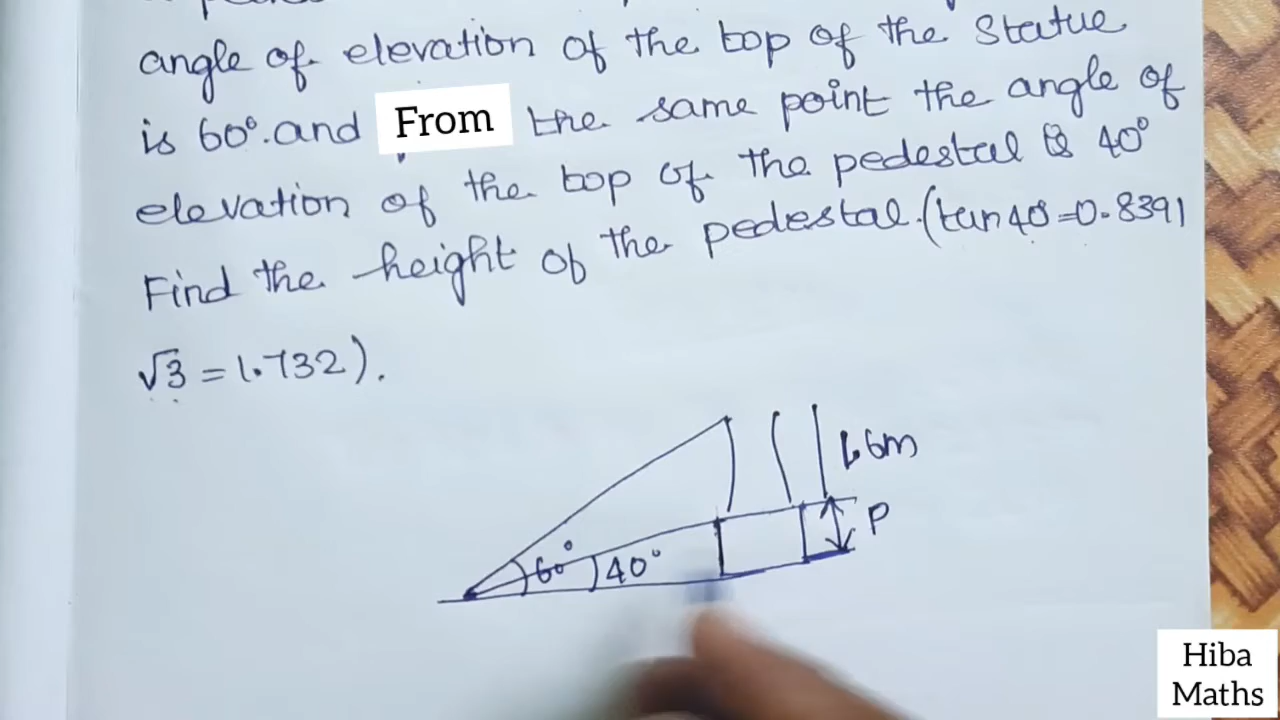 angle of elevation of the top of the statue
is 60°. and From the same point the angle of
elevation of the top of the pedestal is 40°
Find the height of the pedestal. (tan 40 = 0.8391
√3 = 1.732).
1.6m
P
60°
40°
Hiba
Maths